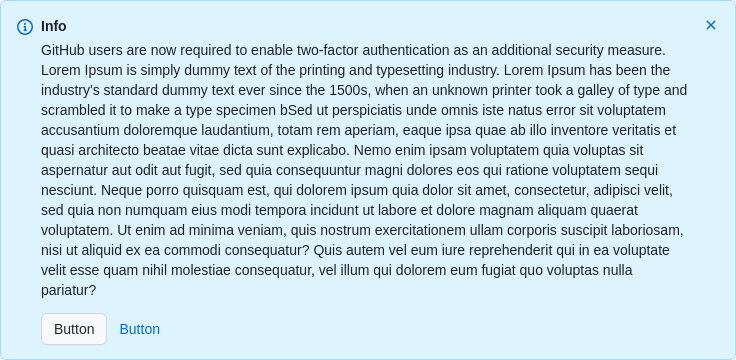 Info
GitHub users are now required to enable two-factor authentication as an additional security measure.
Lorem Ipsum is simply dummy text of the printing and typesetting industry. Lorem Ipsum has been the
industry's standard dummy text ever since the 1500s, when an unknown printer took a galley of type and
scrambled it to make a type specimen bSed ut perspiciatis unde omnis iste natus error sit voluptatem
accusantium doloremque laudantium, totam rem aperiam, eaque ipsa quae ab illo inventore veritatis et
quasi architecto beatae vitae dicta sunt explicabo. Nemo enim ipsam voluptatem quia voluptas sit
aspernatur aut odit aut fugit, sed quia consequuntur magni dolores eos qui ratione voluptatem sequi
nesciunt. Neque porro quisquam est, qui dolorem ipsum quia dolor sit amet, consectetur, adipisci velit,
sed quia non numquam eius modi tempora incidunt ut labore et dolore magnam aliquam quaerat
voluptatem. Ut enim ad minima veniam, quis nostrum exercitationem ullam corporis suscipit laboriosam,
nisi ut aliquid ex ea commodi consequatur? Quis autem vel eum iure reprehenderit qui in ea voluptate
velit esse quam nihil molestiae consequatur, vel illum qui dolorem eum fugiat quo voluptas nulla
pariatur?
Button Button